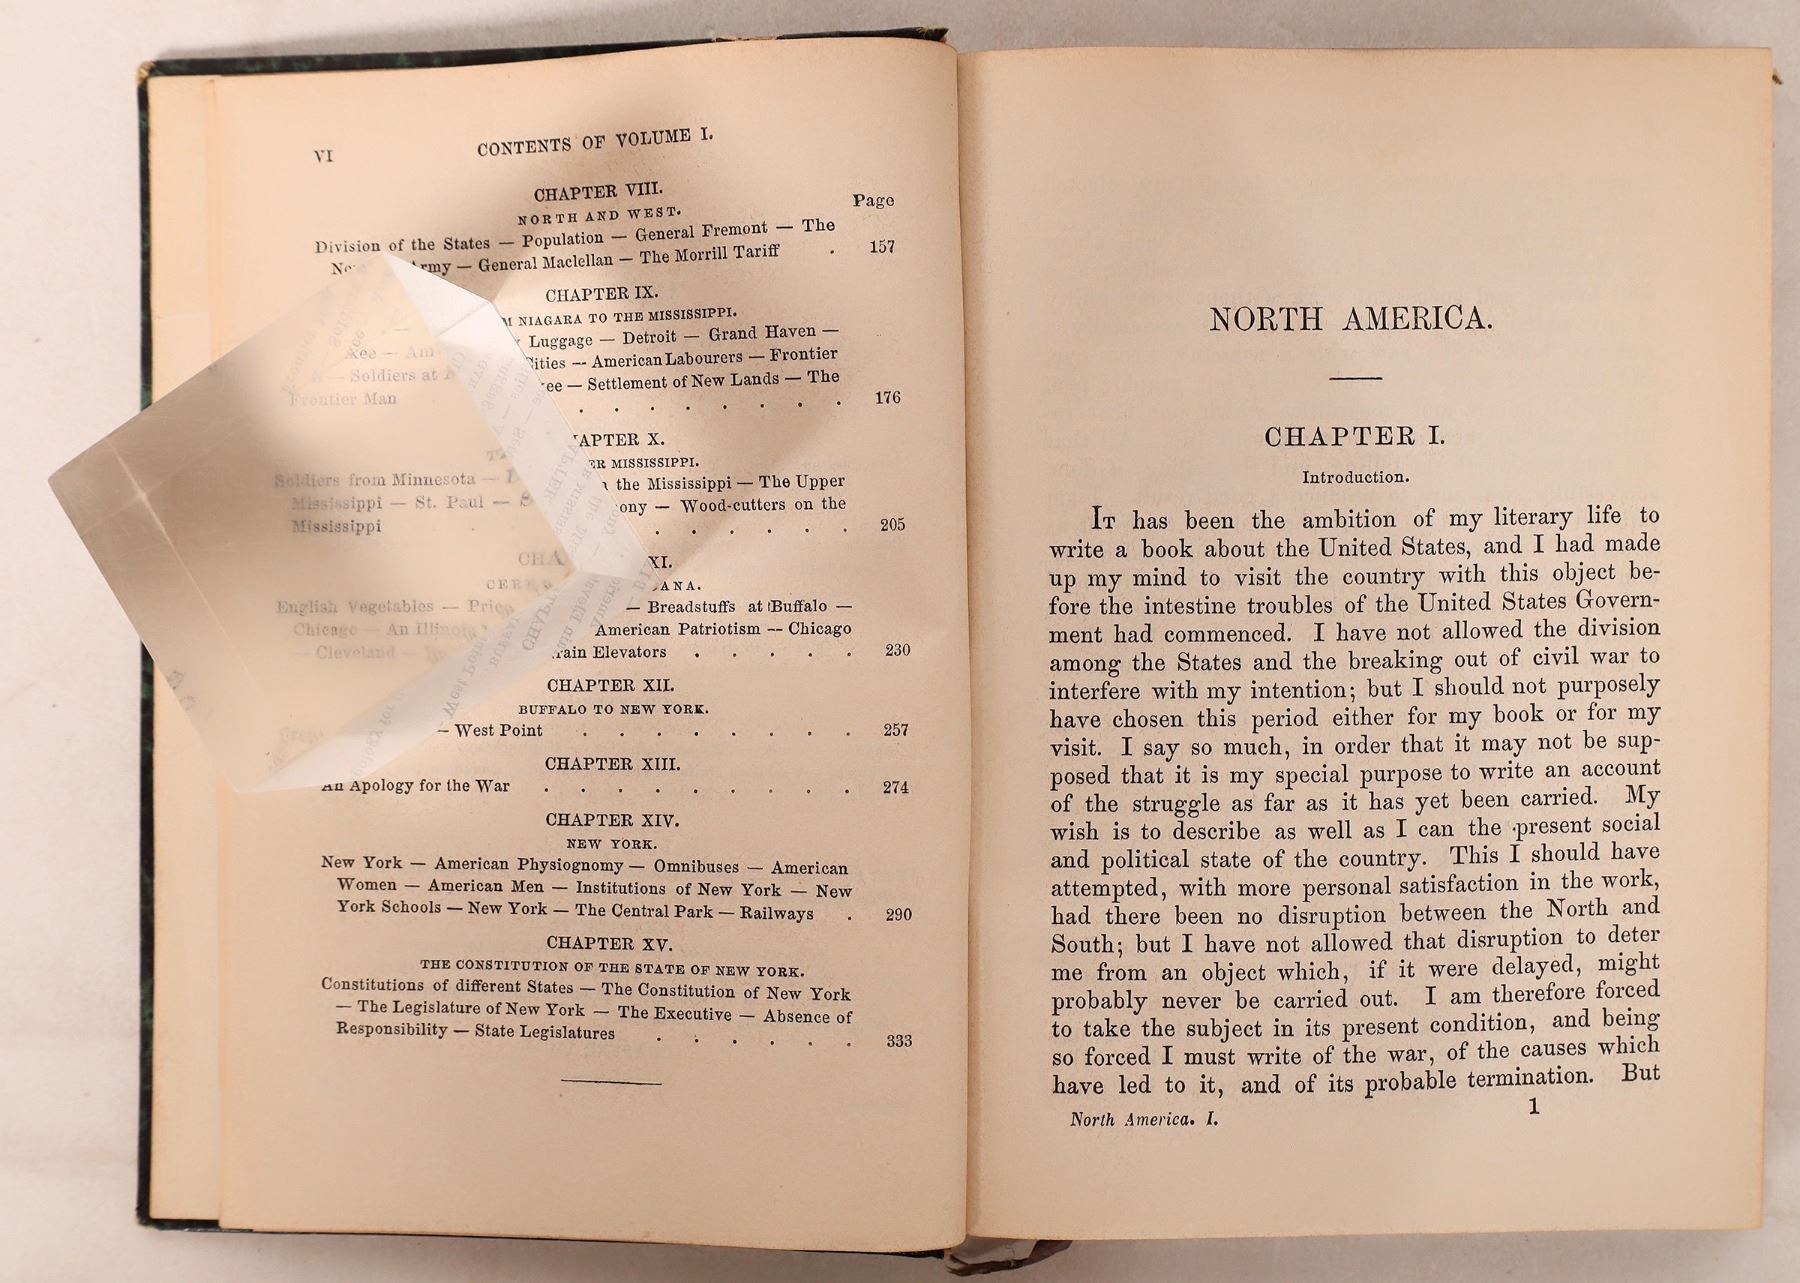 VI CONTENTS OF VOLUME I.
CHAPTER VIII.
Page
NORTH AND WEST.
Division of the States — Population — General Fremont — The
— General Maclellan — The Morrill Tariff . 157
CHAPTER IX.
NIAGARA TO THE MISSISSIPPI.
Luggage — Detroit — Grand Haven —
— American Labourers — Frontier
— Soldiers at — Settlement of New Lands — The
Frontier Man . . . . . . . . 176
CHAPTER X.
MISSISSIPPI.
Soldiers from Minnesota — the Mississippi — The Upper
Mississippi — St. Paul — — Wood-cutters on the
Mississippi . . . . . . 205
XI.
English Vegetables — — Breadstuffs at Buffalo —
Chicago — An American Patriotism — Chicago
— Cleveland — Elevators . . . . . 230
CHAPTER XII.
BUFFALO TO NEW YORK.
— West Point . . . . . . . . 257
CHAPTER XIII.
An Apology for the War . . . . . . . . . 274
CHAPTER XIV.
NEW YORK.
New York — American Physiognomy — Omnibuses — American
Women — American Men — Institutions of New York — New
York Schools — New York — The Central Park — Railways . 290
CHAPTER XV.
THE CONSTITUTION OF THE STATE OF NEW YORK.
Constitutions of different States — The Constitution of New York
— The Legislature of New York — The Executive — Absence of
Responsibility — State Legislatures . . . . . . 333
NORTH AMERICA.
CHAPTER I.
Introduction.
It has been the ambition of my literary life to
write a book about the United States, and I had made
up my mind to visit the country with this object be-
fore the intestine troubles of the United States Govern-
ment had commenced. I have not allowed the division
among the States and the breaking out of civil war to
interfere with my intention; but I should not purposely
have chosen this period either for my book or for my
visit. I say so much, in order that it may not be sup-
posed that it is my special purpose to write an account
of the struggle as far as it has yet been carried. My
wish is to describe as well as I can the present social
and political state of the country. This I should have
attempted, with more personal satisfaction in the work,
had there been no disruption between the North and
South; but I have not allowed that disruption to deter
me from an object which, if it were delayed, might
probably never be carried out. I am therefore forced
to take the subject in its present condition, and being
so forced I must write of the war, of the causes which
have led to it, and of its probable termination. But
North America. I. 1